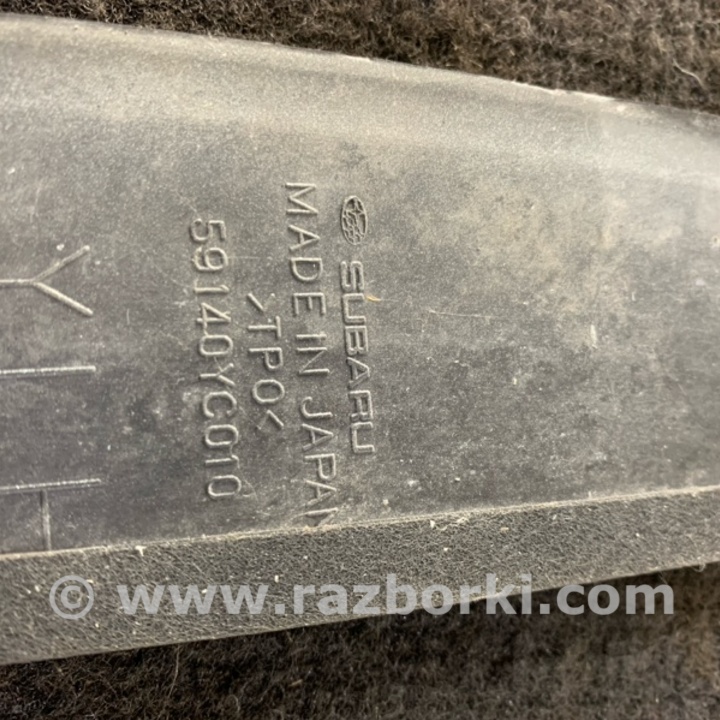 SUBARU
MADE IN JAPAN
>TPO<
59140YC010
© www.razborki.com